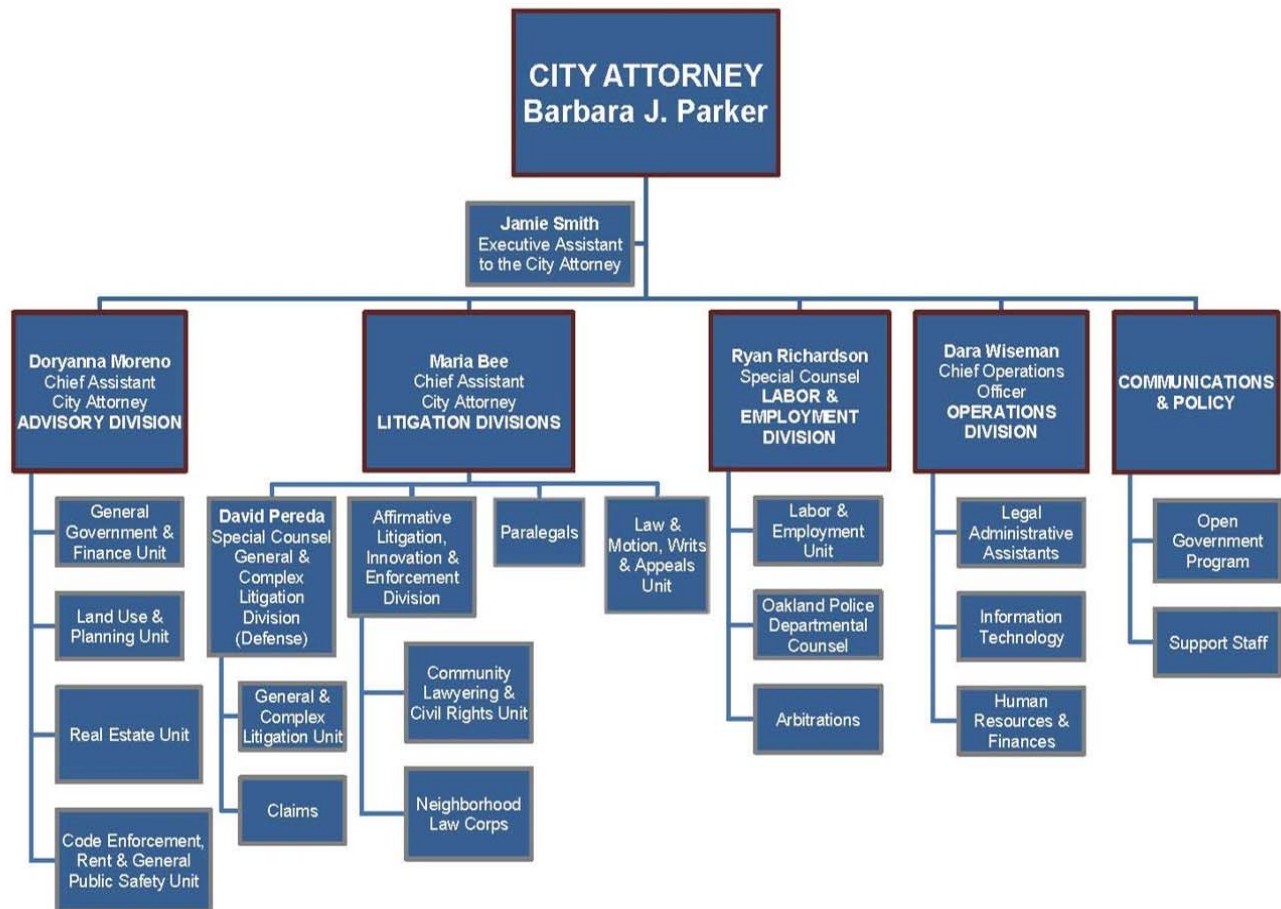 CITY ATTORNEY
Barbara J. Parker
Jamie Smith
Executive Assistant
to the City Attorney
Doryanna Moreno
Chief Assistant
City Attorney
ADVISORY DIVISION
General
Government &
Finance Unit
Land Use &
Planning Unit
Real Estate Unit
Code Enforcement,
Rent & General
Public Safety Unit
Maria Bee
Chief Assistant
City Attorney
LITIGATION DIVISIONS
David Pereda
Special Counsel
General &
Complex
Litigation
Division
(Defense)
General &
Complex
Litigation Unit
Claims
Affirmative
Litigation,
Innovation &
Enforcement
Division
Community
Lawyering &
Civil Rights Unit
Neighborhood
Law Corps
Paralegals
Law &
Motion, Writs
& Appeals
Unit
Ryan Richardson
Special Counsel
LABOR &
EMPLOYMENT
DIVISION
Labor &
Employment
Unit
Oakland Police
Departmental
Counsel
Arbitrations
Dara Wiseman
Chief Operations
Officer
OPERATIONS
DIVISION
Legal
Administrative
Assistants
Information
Technology
Human
Resources &
Finances
COMMUNICATIONS
& POLICY
Open
Government
Program
Support Staff